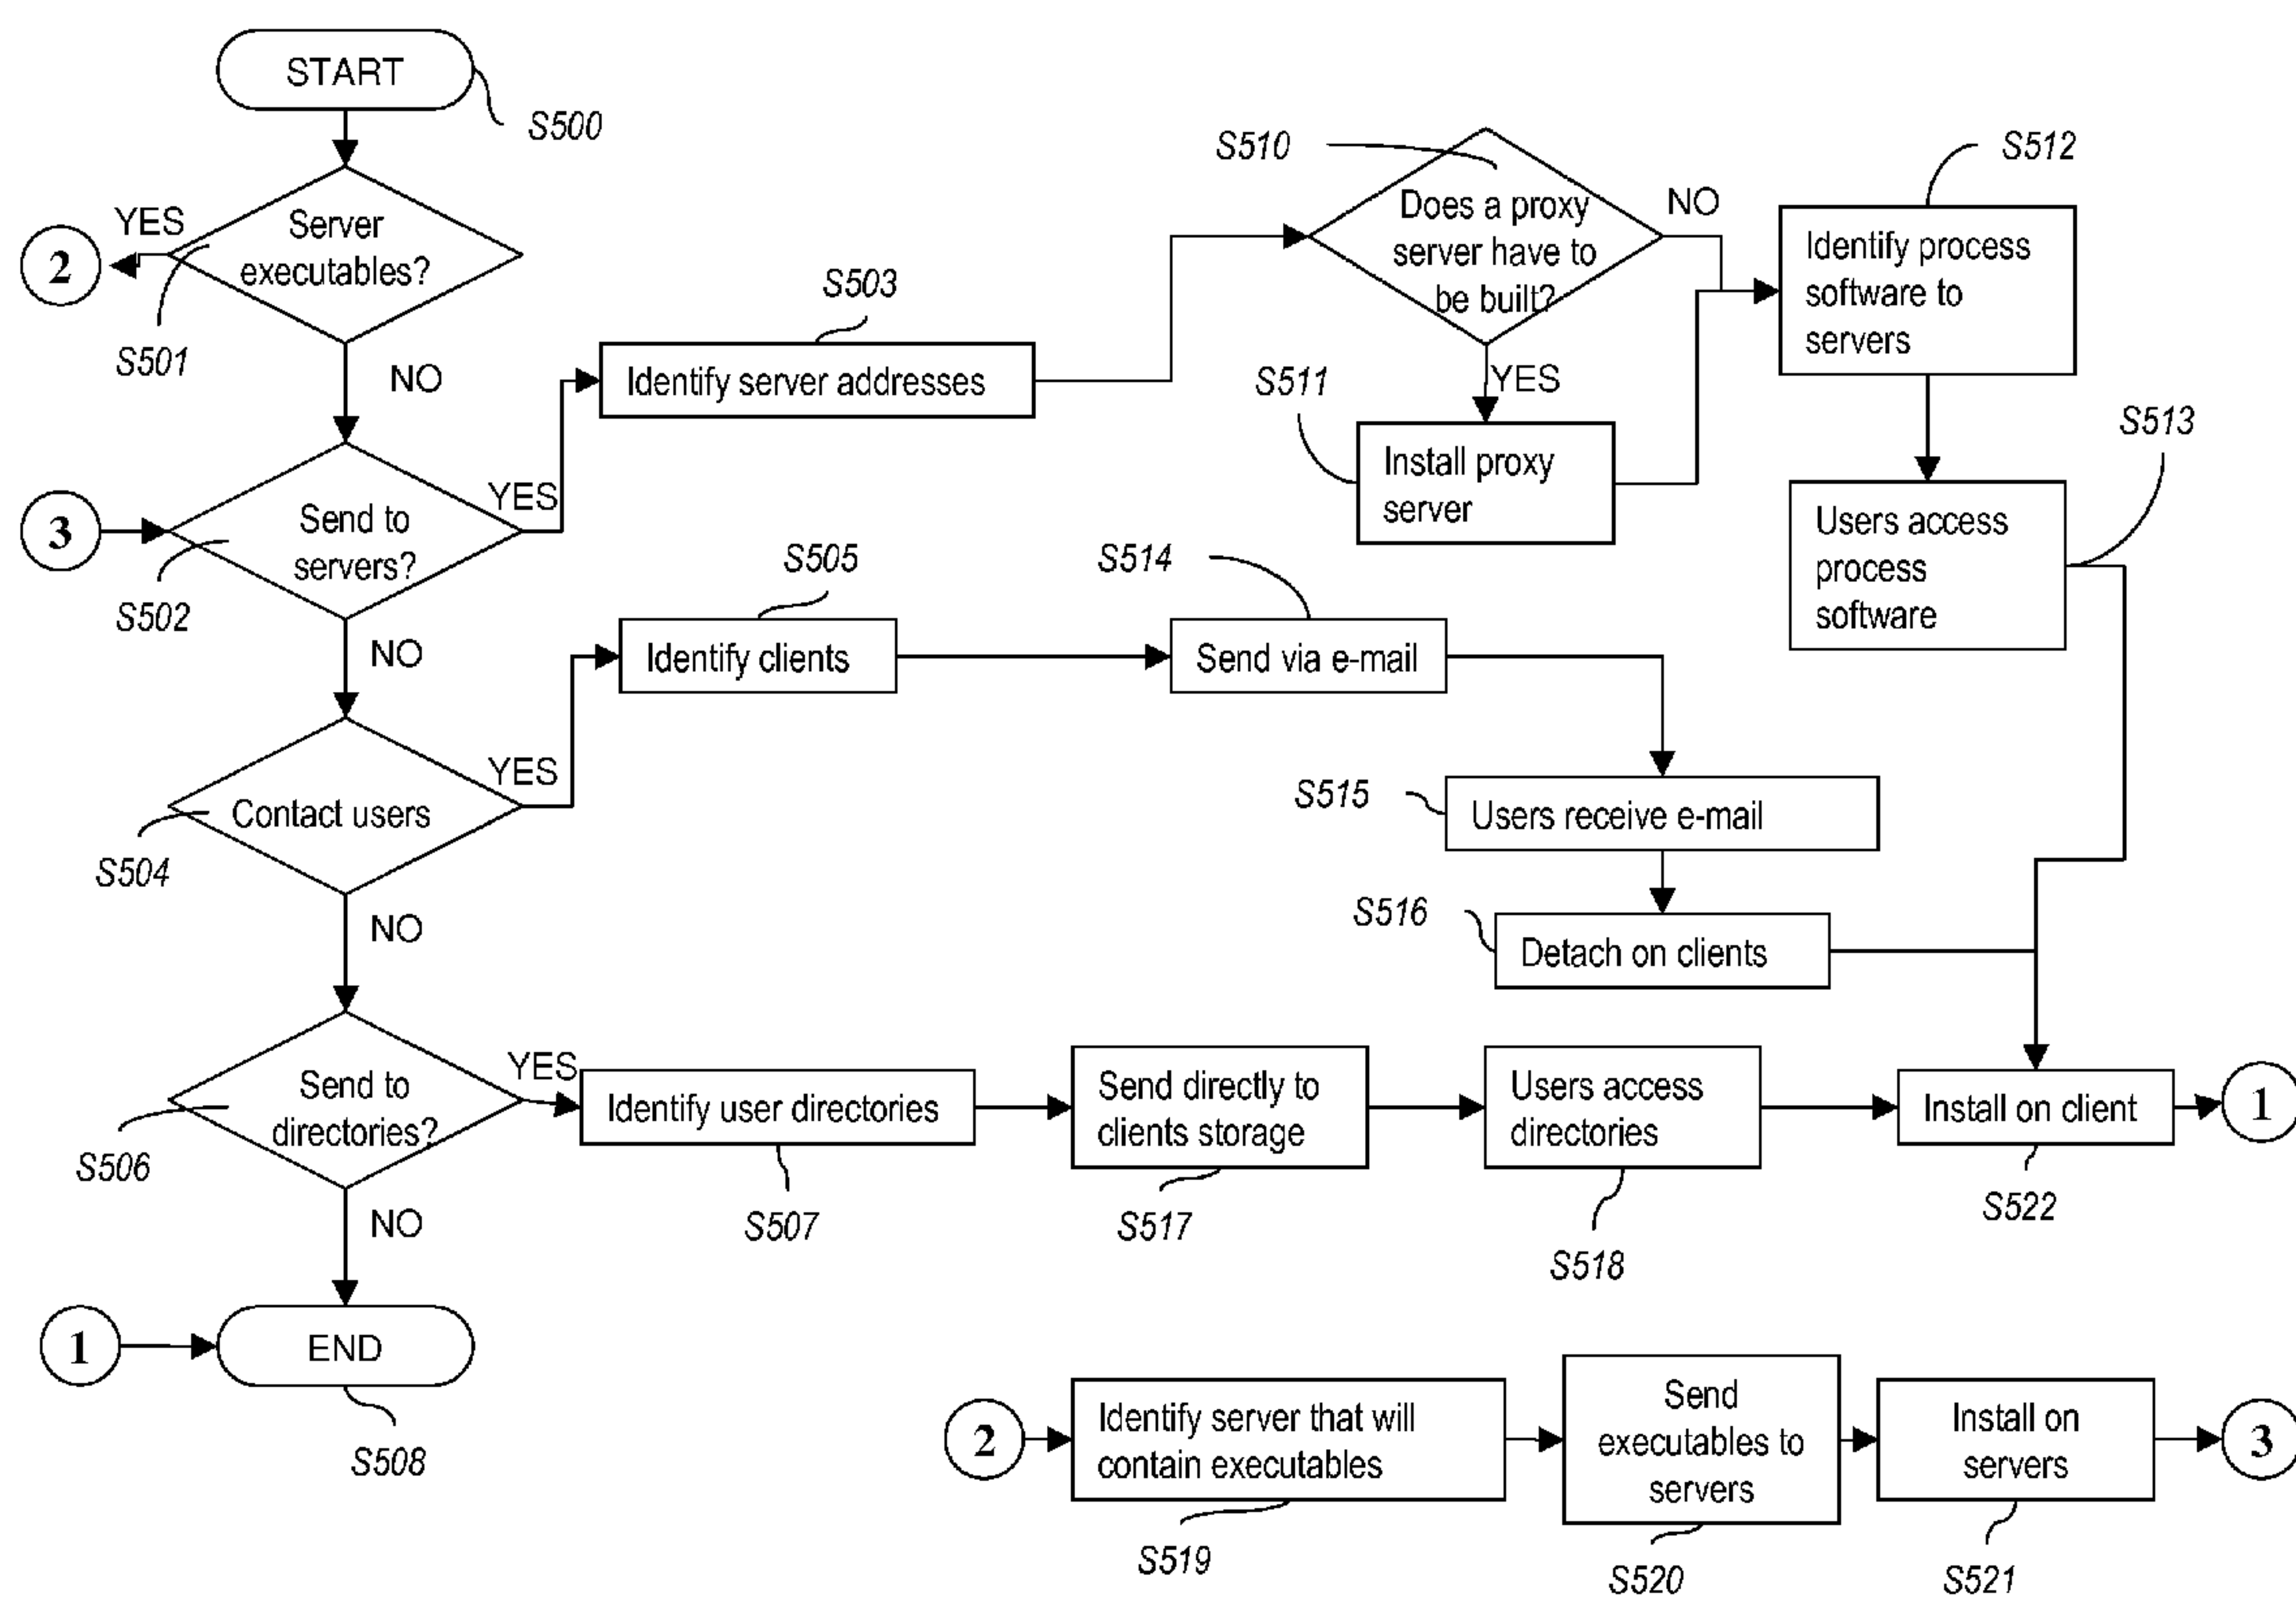 START
S500
YES
Server
executables?
2
S501
NO
S503
Identify server addresses
S510
Does a proxy
server have to
be built?
NO
YES
S511
Install proxy
server
S512
Identify process
software to
servers
S513
Users access
process
software
3
Send to
servers?
YES
S502
NO
S505
Identify clients
S514
Send via e-mail
S515
Users receive e-mail
S516
Detach on clients
Contact users
YES
S504
NO
Send to
directories?
YES
S506
NO
Identify user directories
S507
Send directly to
clients storage
S517
Users access
directories
S518
Install on client
S522
1
1
END
S508
2
Identify server that will
contain executables
S519
Send
executables to
servers
S520
Install on
servers
S521
3